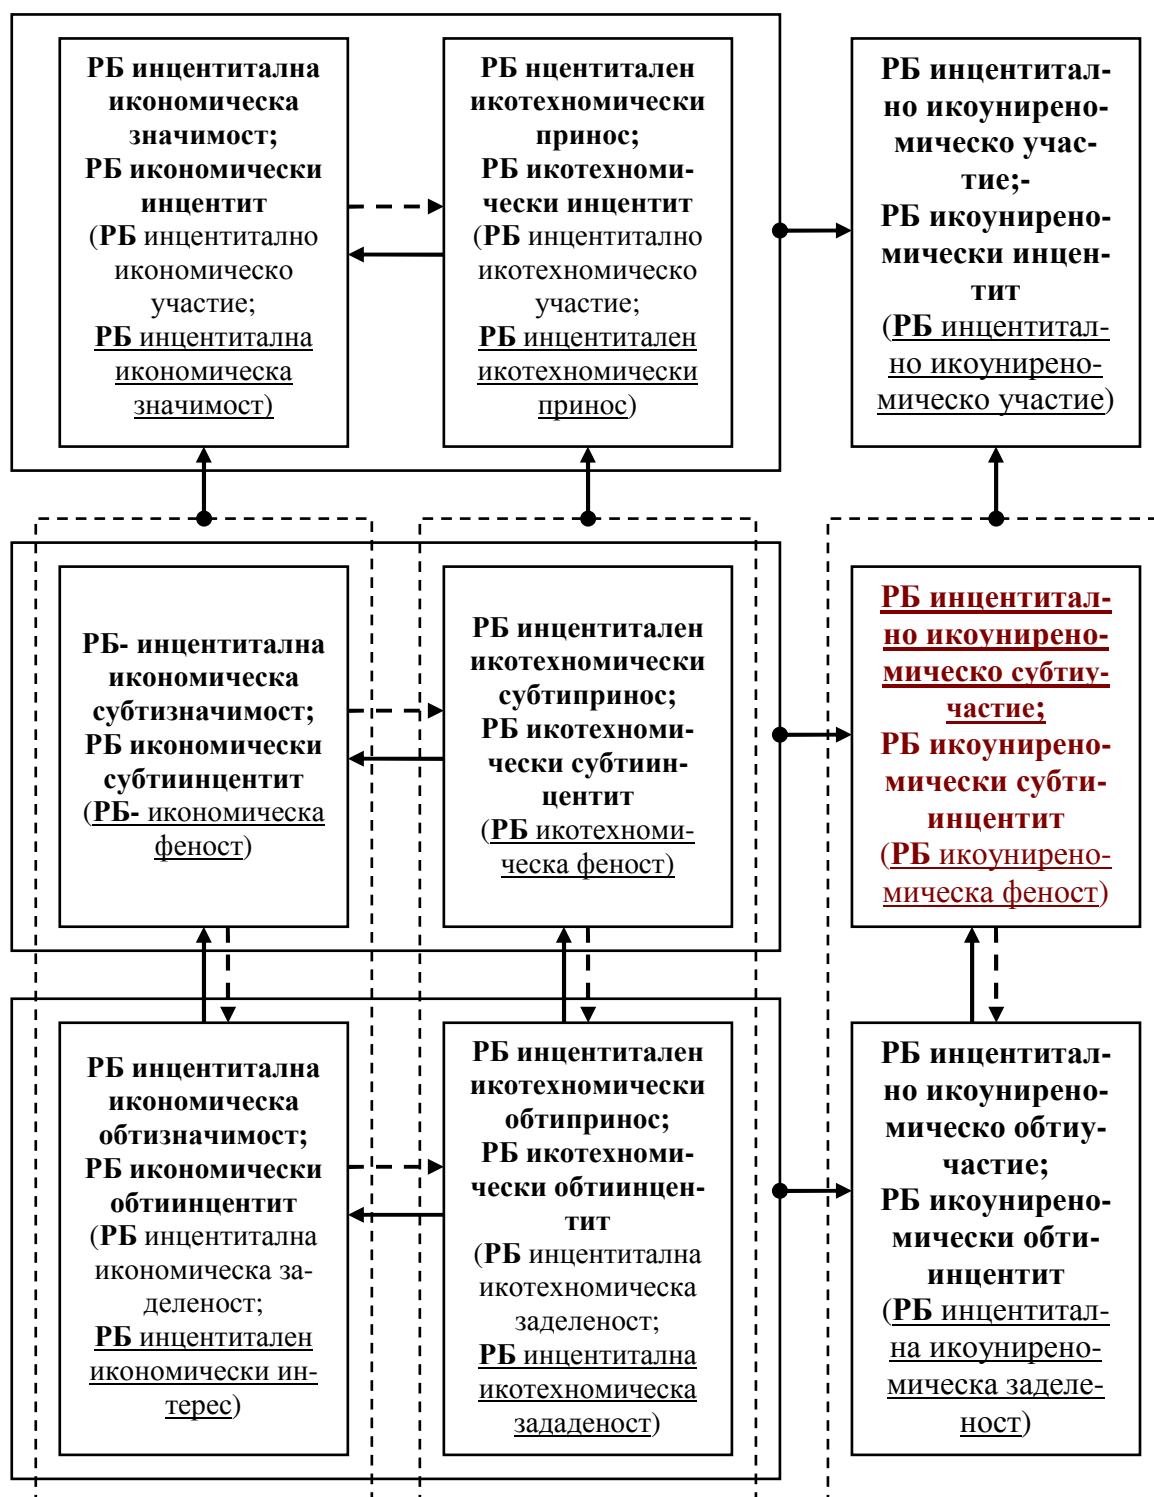 РБ инцентитална
икономическа
значимост;
РБ икономически
инцентит
(РБ инцентитално
икономическо
участие;
РБ инцентитална
икономическа
значимост)
РБ нцентитален
икотехномически
принос;
РБ икотехноми-
чески инцентит
(РБ инцентитално
икотехномическо
участие;
РБ инцентитален
икотехномически
принос)
РБ инцентитал-
но икоунирено-
мическо учас-
тие;-
РБ икоунирено-
мически инцен-
тит
(РБ инцентитал-
но икоунирено-
мическо участие)
РБ- инцентитална
икономическа
субтизначимост;
РБ икономически
субтиинцентит
(РБ- икономическа
феност)
РБ инцентитален
икотехномически
субтипринос;
РБ икотехноми-
чески субтиин-
центит
(РБ икотехноми-
ческа феност)
РБ инцентитал-
но икоунирено-
мическо субтиу-
частие;
РБ икоунирено-
мически субти-
инцентит
(РБ икоунирено-
мическа феност)
РБ инцентитална
икономическа
обтизначимост;
РБ икономически
обтиинцентит
(РБ инцентитална
икономическа за-
деленост;
РБ инцентитален
икономически ин-
терес)
РБ инцентитален
икотехномически
обтипринос;
РБ икотехноми-
чески обтиинцен-
тит
(РБ инцентитална
икотехномическа
заделеност;
РБ инцентитална
икотехномическа
зададеност)
РБ инцентитал-
но икоунирено-
мическо обтиу-
частие;
РБ икоунирено-
мически обти-
инцентит
(РБ инцентитал-
на икоунирено-
мическа заделе-
ност)